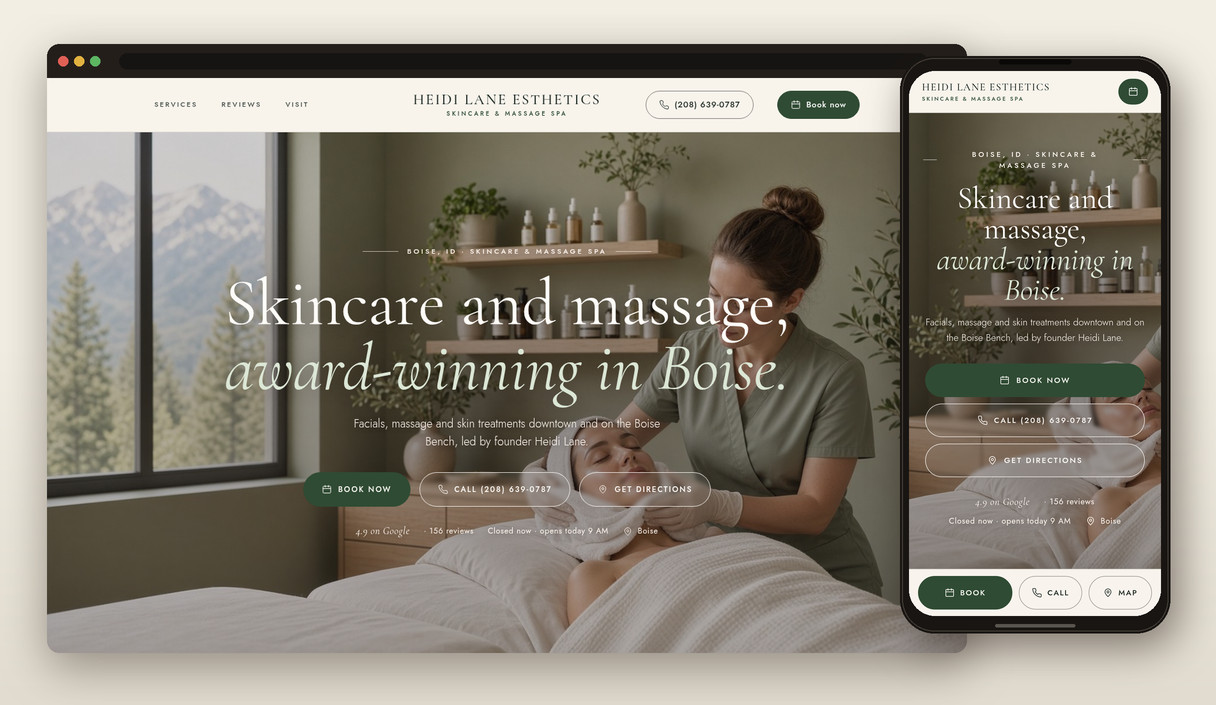 SERVICES
REVIEWS
VISIT
HEIDI LANE ESTHETICS
SKINCARE & MASSAGE SPA
(208) 639-0787
Book now
BOISE, ID · SKINCARE & MASSAGE SPA
Skincare and massage,
award-winning in Boise.
Facials, massage and skin treatments downtown and on the Boise
Bench, led by founder Heidi Lane.
BOOK NOW
CALL (208) 639-0787
GET DIRECTIONS
4.9 on Google · 156 reviews Closed now · opens today 9 AM Boise
HEIDI LANE ESTHETICS
SKINCARE & MASSAGE SPA
BOISE, ID · SKINCARE &
MASSAGE SPA
Skincare and
massage,
award-winning in
Boise.
Facials, massage and skin treatments downtown and on
the Boise Bench, led by founder Heidi Lane.
BOOK NOW
CALL (208) 639-0787
GET DIRECTIONS
4.9 on Google · 156 reviews
Closed now · opens today 9 AM Boise
BOOK
CALL
MAP